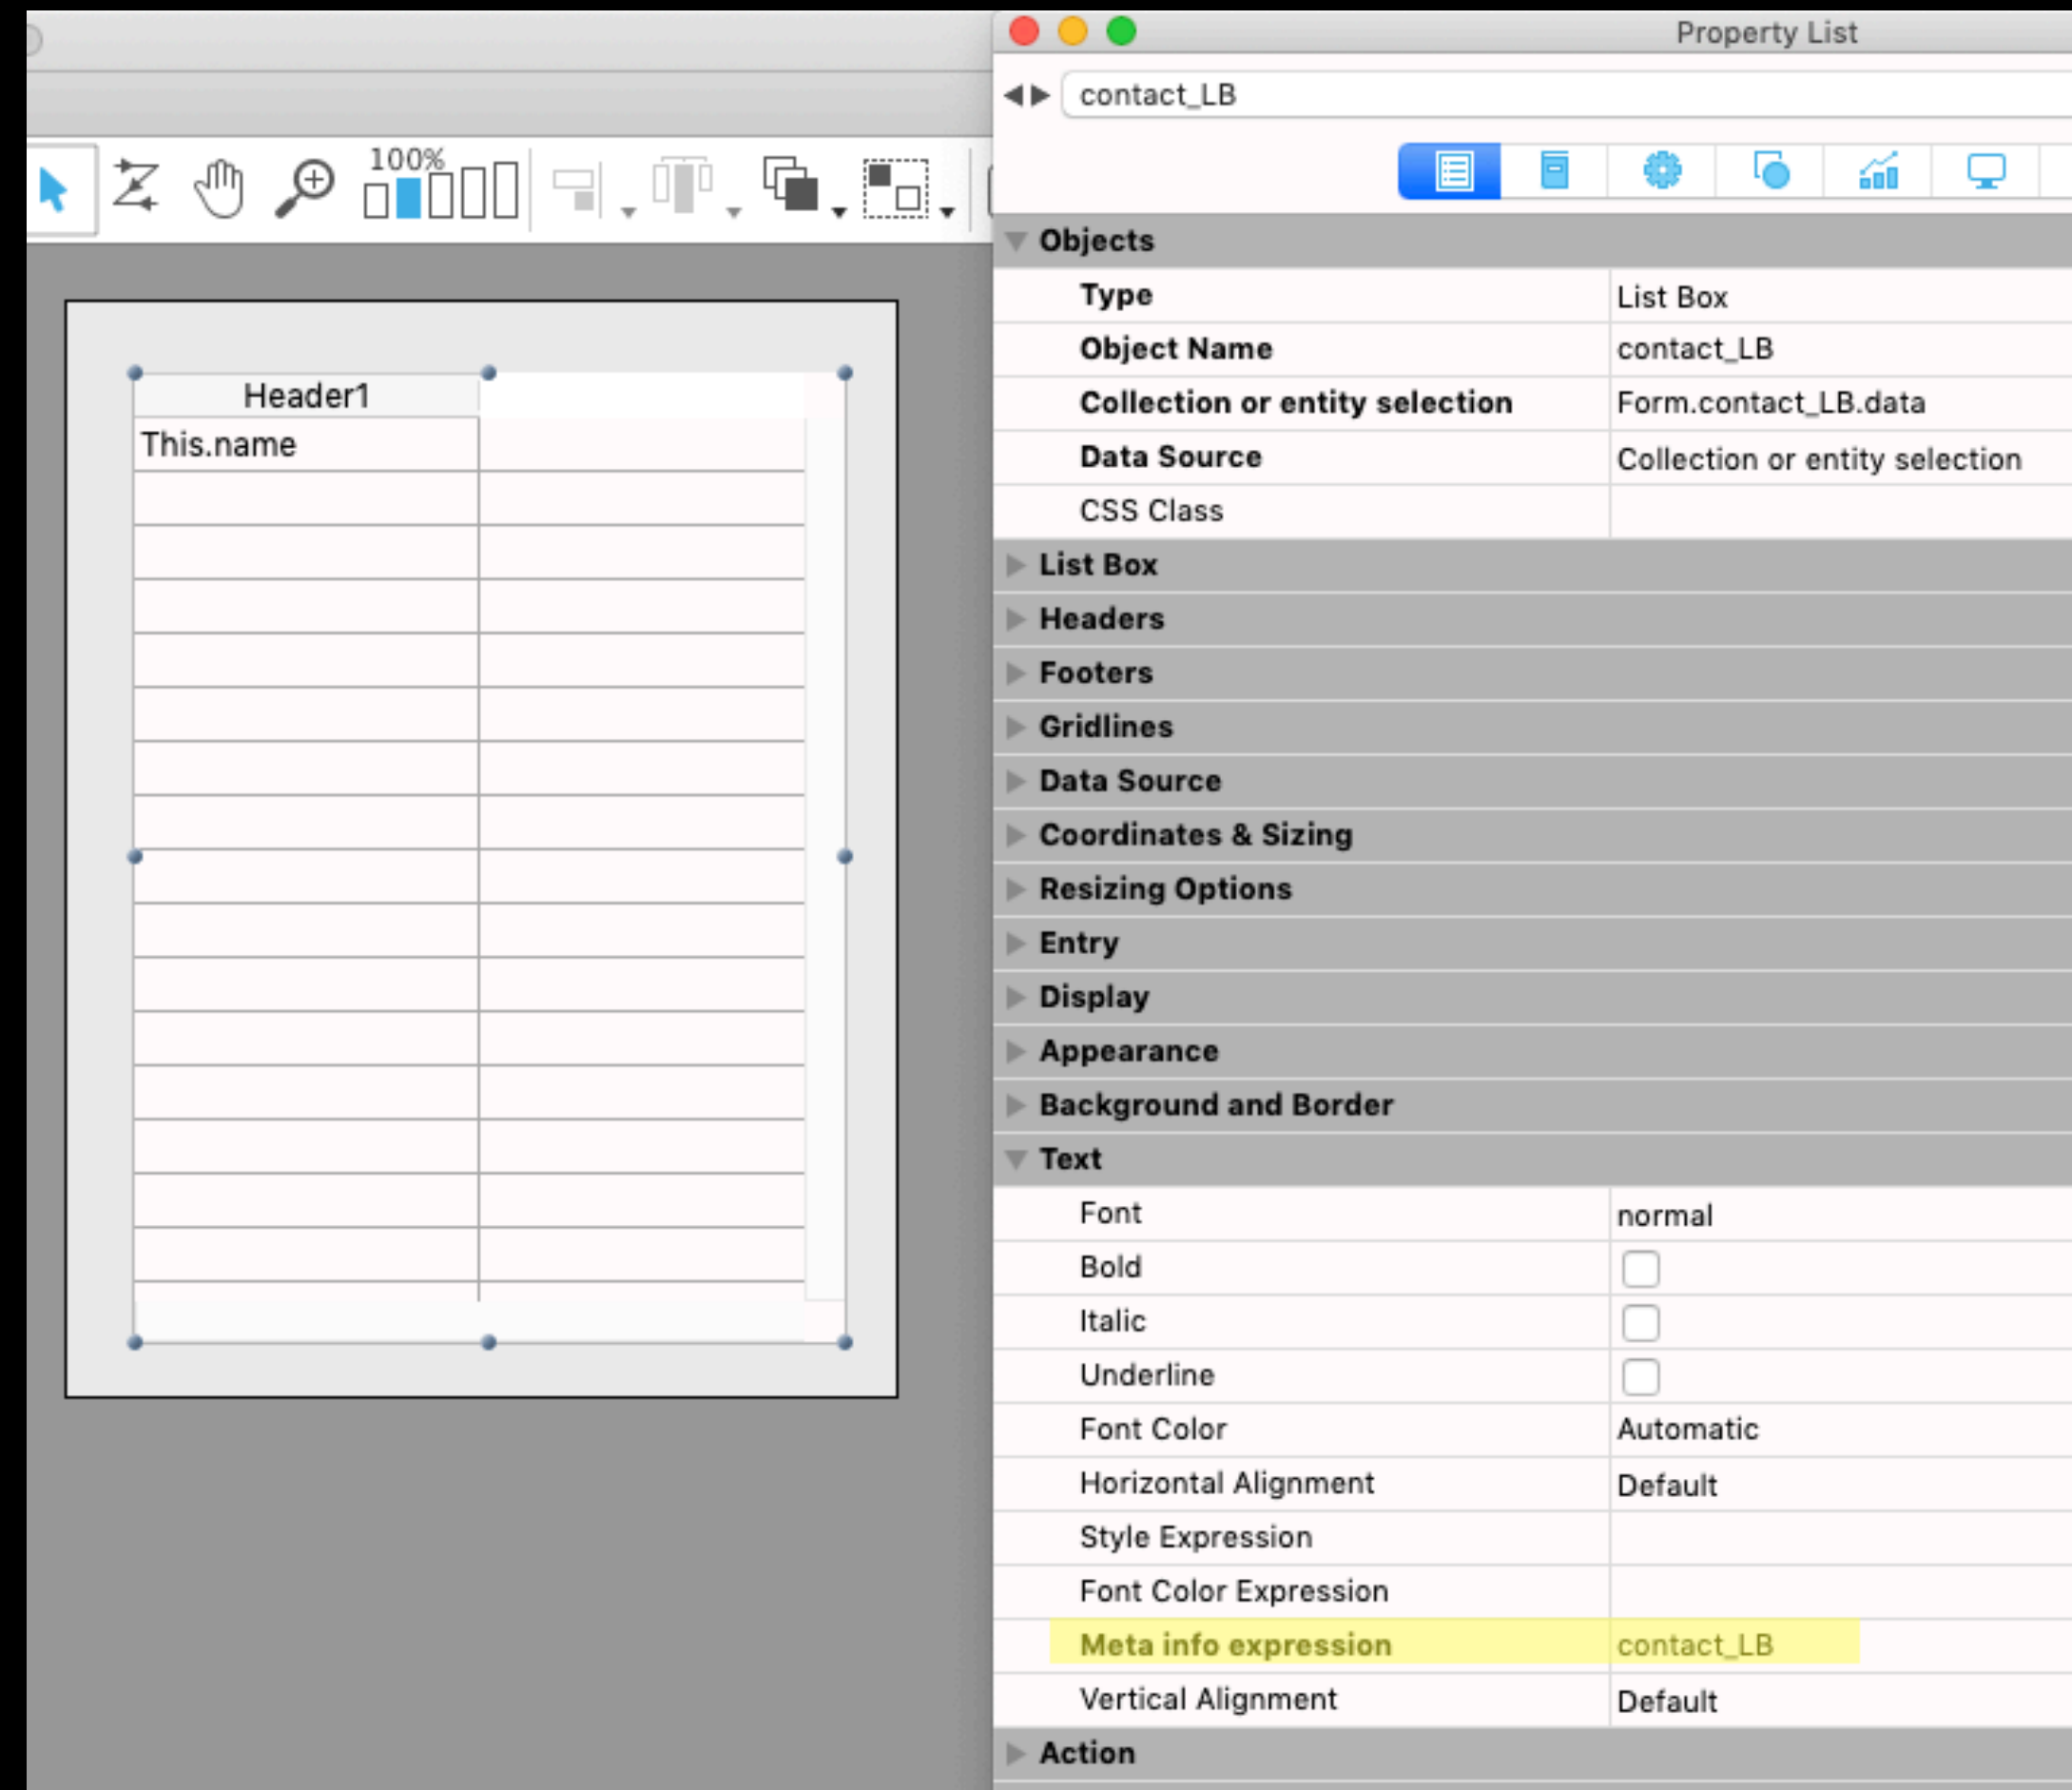 Property List
contact_LB
100%
Header1
This.name
Objects
Type List Box
Object Name contact_LB
Collection or entity selection Form.contact_LB.data
Data Source Collection or entity selection
CSS Class
List Box
Headers
Footers
Gridlines
Data Source
Coordinates & Sizing
Resizing Options
Entry
Display
Appearance
Background and Border
Text
Font normal
Bold
Italic
Underline
Font Color Automatic
Horizontal Alignment Default
Style Expression
Font Color Expression
Meta info expression contact_LB
Vertical Alignment Default
Action